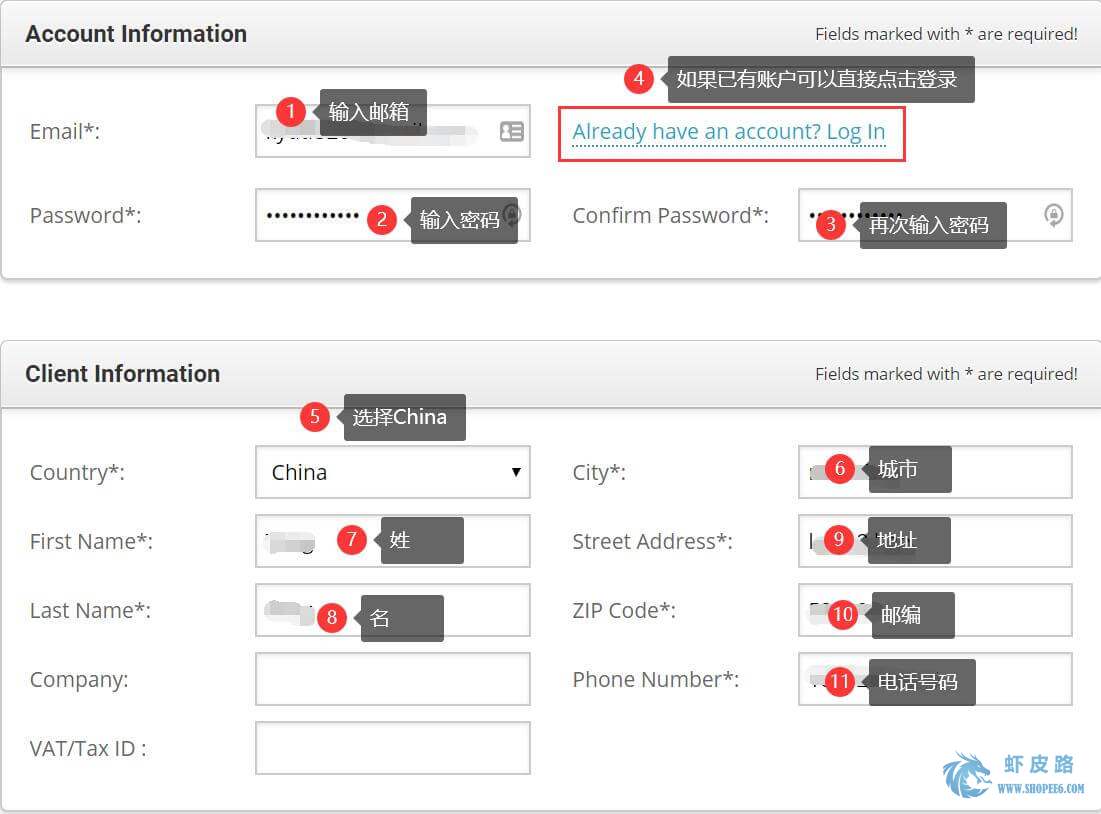 Account Information
Fields marked with * are required!
4 如果已有账户可以直接点击登录
1 输入邮箱
Email*:
Already have an account? Log In
Password*:
2 输入密码
Confirm Password*:
3 再次输入密码
Client Information
Fields marked with * are required!
5 选择China
Country*:
China
City*:
6 城市
First Name*:
7 姓
Street Address*:
9 地址
Last Name*:
8 名
ZIP Code*:
10 邮编
Company:
Phone Number*:
11 电话号码
VAT/Tax ID :
虾皮路
WWW.SHOPEE6.COM